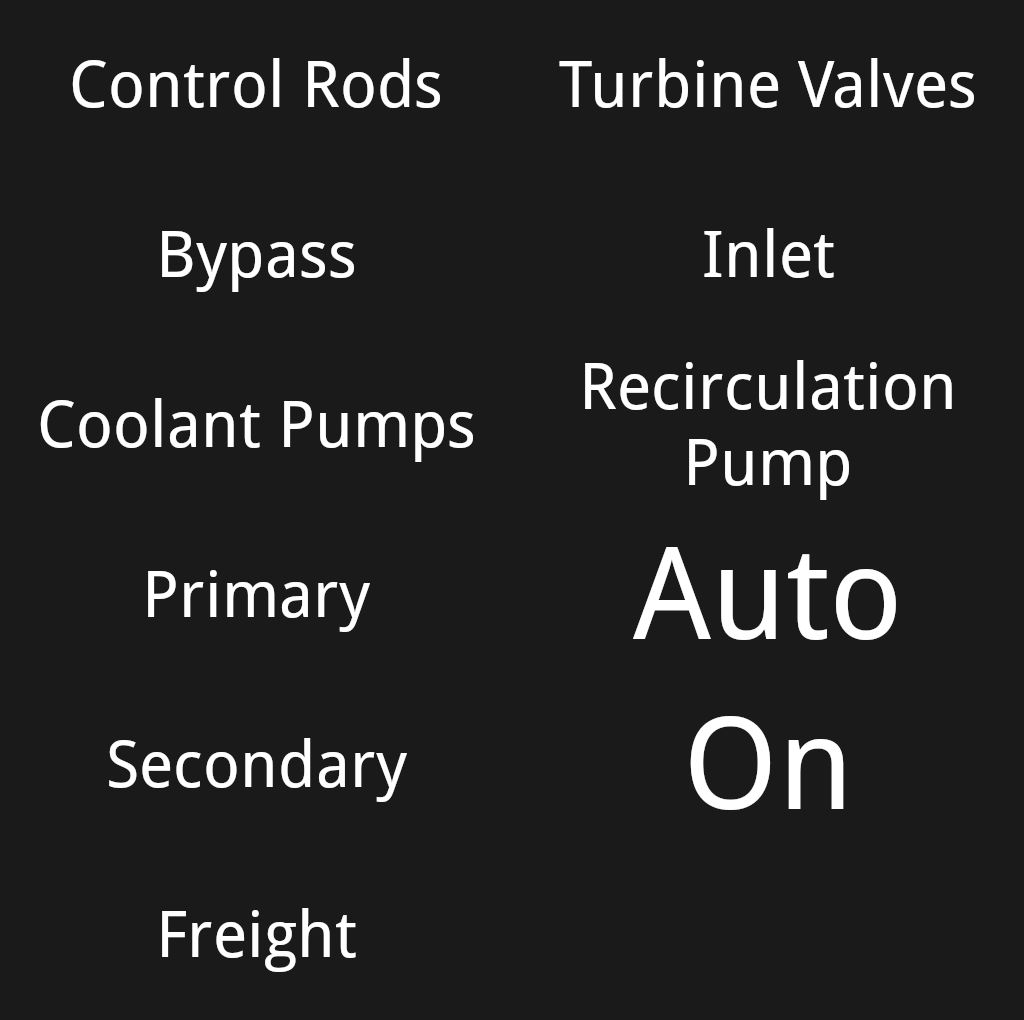 Control Rods
Turbine Valves
Bypass
Inlet
Coolant Pumps
Recirculation
Pump
Primary
Auto
Secondary
On
Freight